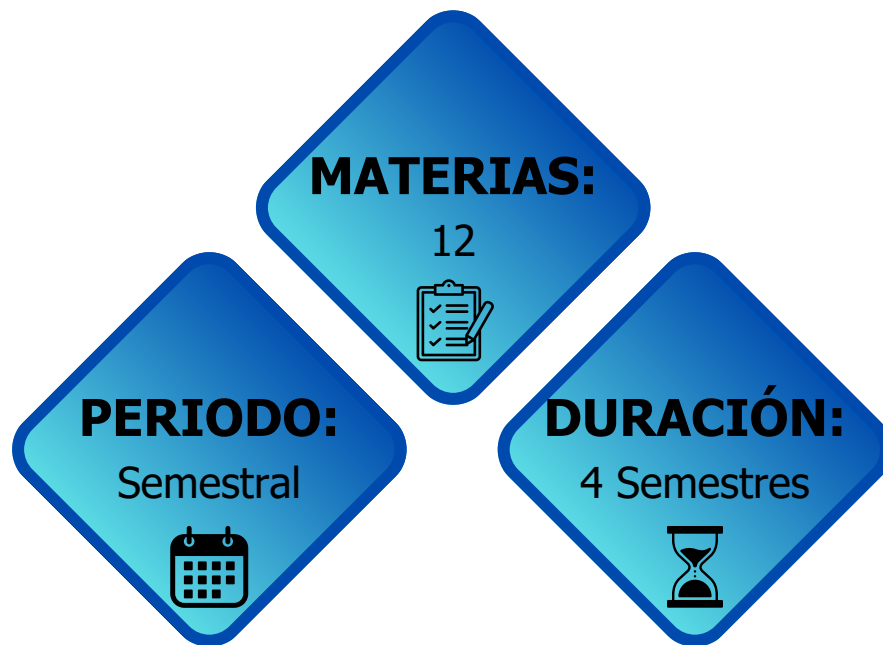 MATERIAS:
12
PERIODO:
Semestral
DURACIÓN:
4 Semestres